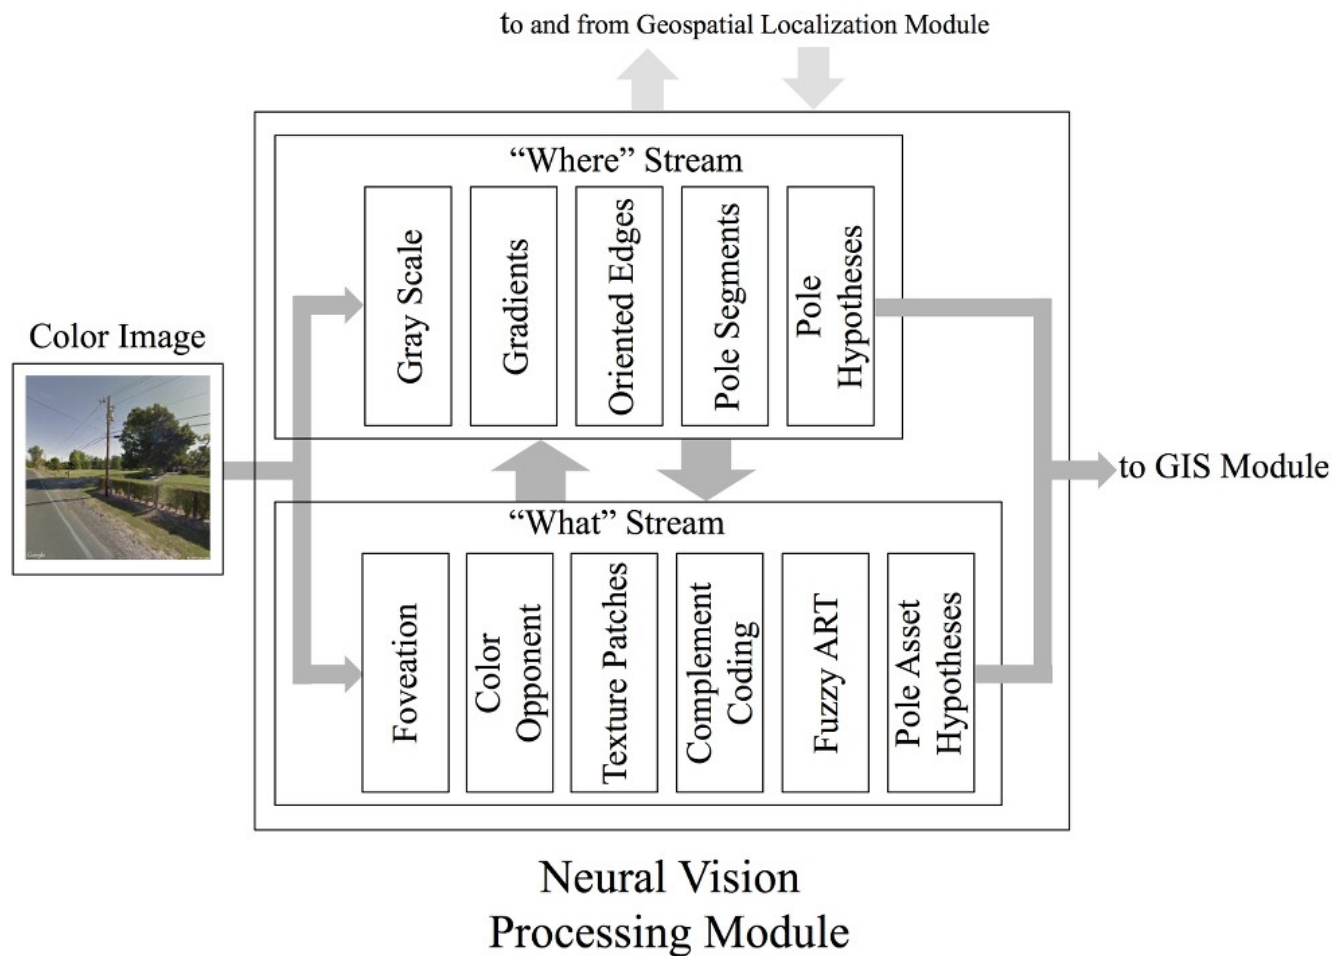 to and from Geospatial Localization Module
“Where” Stream
Gray Scale
Gradients
Oriented Edges
Pole Segments
Pole
Hypotheses
Color Image
Google
to GIS Module
“What” Stream
Foveation
Color
Opponent
Texture Patches
Complement
Coding
Fuzzy ART
Pole Asset
Hypotheses
Neural Vision
Processing Module